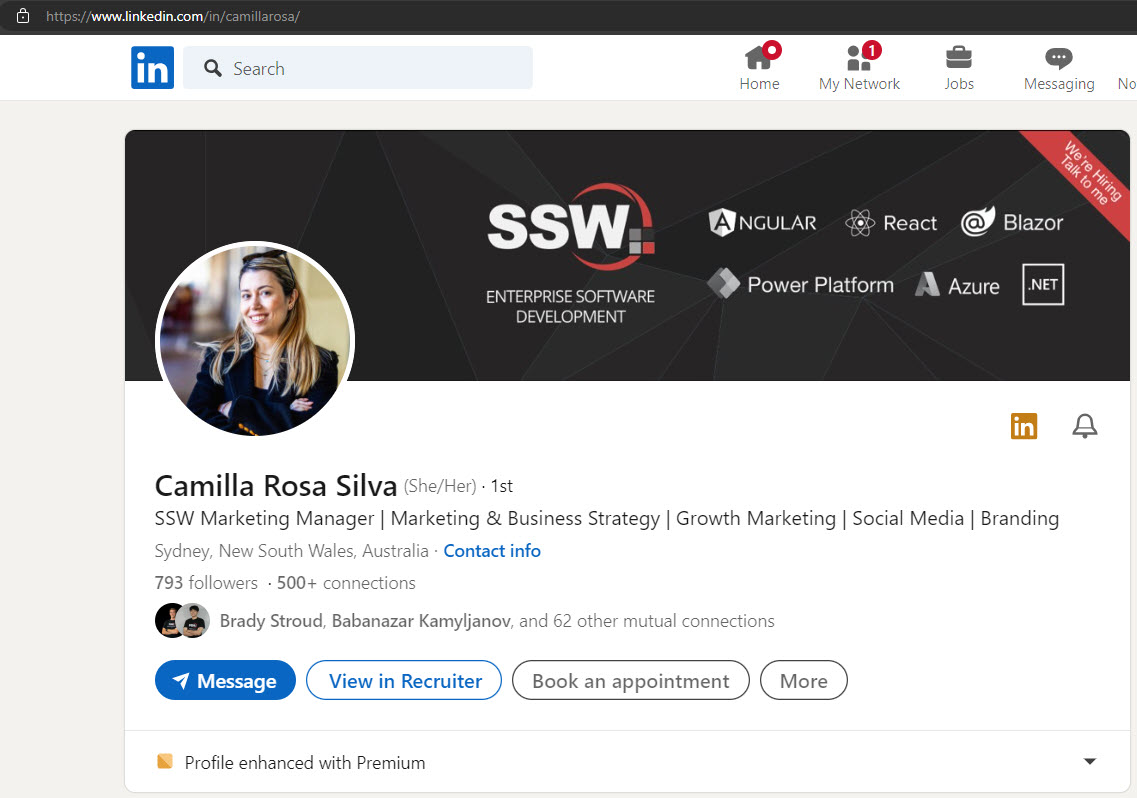 https://www.linkedin.com/in/camillarosa/
in
Search
Home
1
My Network
Jobs
Messaging
No
We're Hiring
Talk to me
SSW
ENTERPRISE SOFTWARE
DEVELOPMENT
ANGULAR
React
Blazor
Power Platform
Azure
.NET
in
Camilla Rosa Silva (She/Her) · 1st
SSW Marketing Manager | Marketing & Business Strategy | Growth Marketing | Social Media | Branding
Sydney, New South Wales, Australia · Contact info
793 followers · 500+ connections
Brady Stroud, Babanazar Kamyljanov, and 62 other mutual connections
Message
View in Recruiter
Book an appointment
More
Profile enhanced with Premium